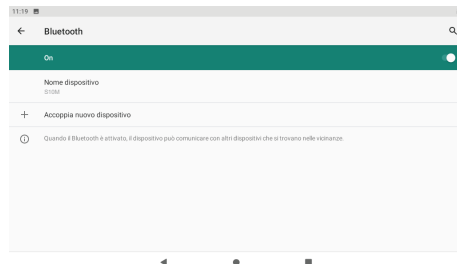 11:19
Bluetooth
On
Nome dispositivo
S10M
Accoppia nuovo dispositivo
Quando il Bluetooth è attivato, il dispositivo può comunicare con altri dispositivi che si trovano nelle vicinanze.